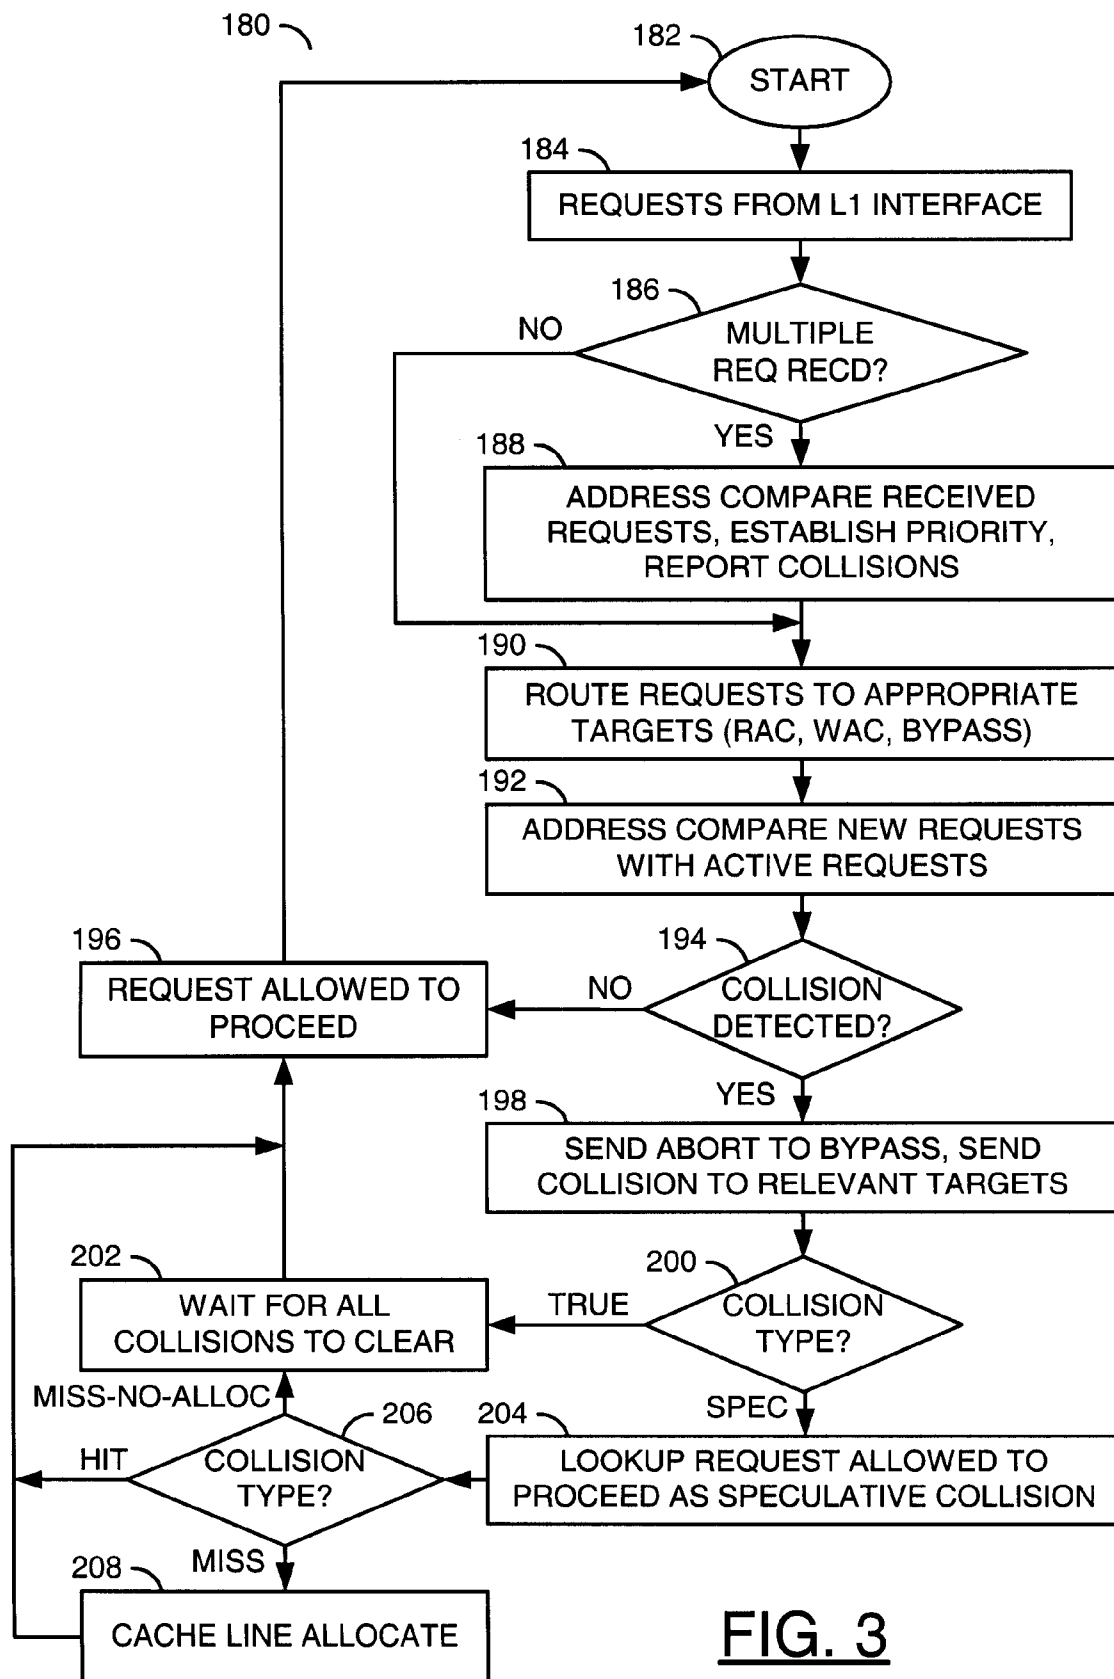 180
182
START
184
REQUESTS FROM L1 INTERFACE
186
NO
MULTIPLE
REQ RECD?
YES
188
ADDRESS COMPARE RECEIVED
REQUESTS, ESTABLISH PRIORITY,
REPORT COLLISIONS
190
ROUTE REQUESTS TO APPROPRIATE
TARGETS (RAC, WAC, BYPASS)
192
ADDRESS COMPARE NEW REQUESTS
WITH ACTIVE REQUESTS
194
COLLISION
DETECTED?
NO
196
REQUEST ALLOWED TO
PROCEED
YES
198
SEND ABORT TO BYPASS, SEND
COLLISION TO RELEVANT TARGETS
200
COLLISION
TYPE?
TRUE
202
WAIT FOR ALL
COLLISIONS TO CLEAR
SPEC
204
LOOKUP REQUEST ALLOWED TO
PROCEED AS SPECULATIVE COLLISION
MISS-NO-ALLOC
206
HIT
COLLISION
TYPE?
MISS
208
CACHE LINE ALLOCATE
FIG. 3